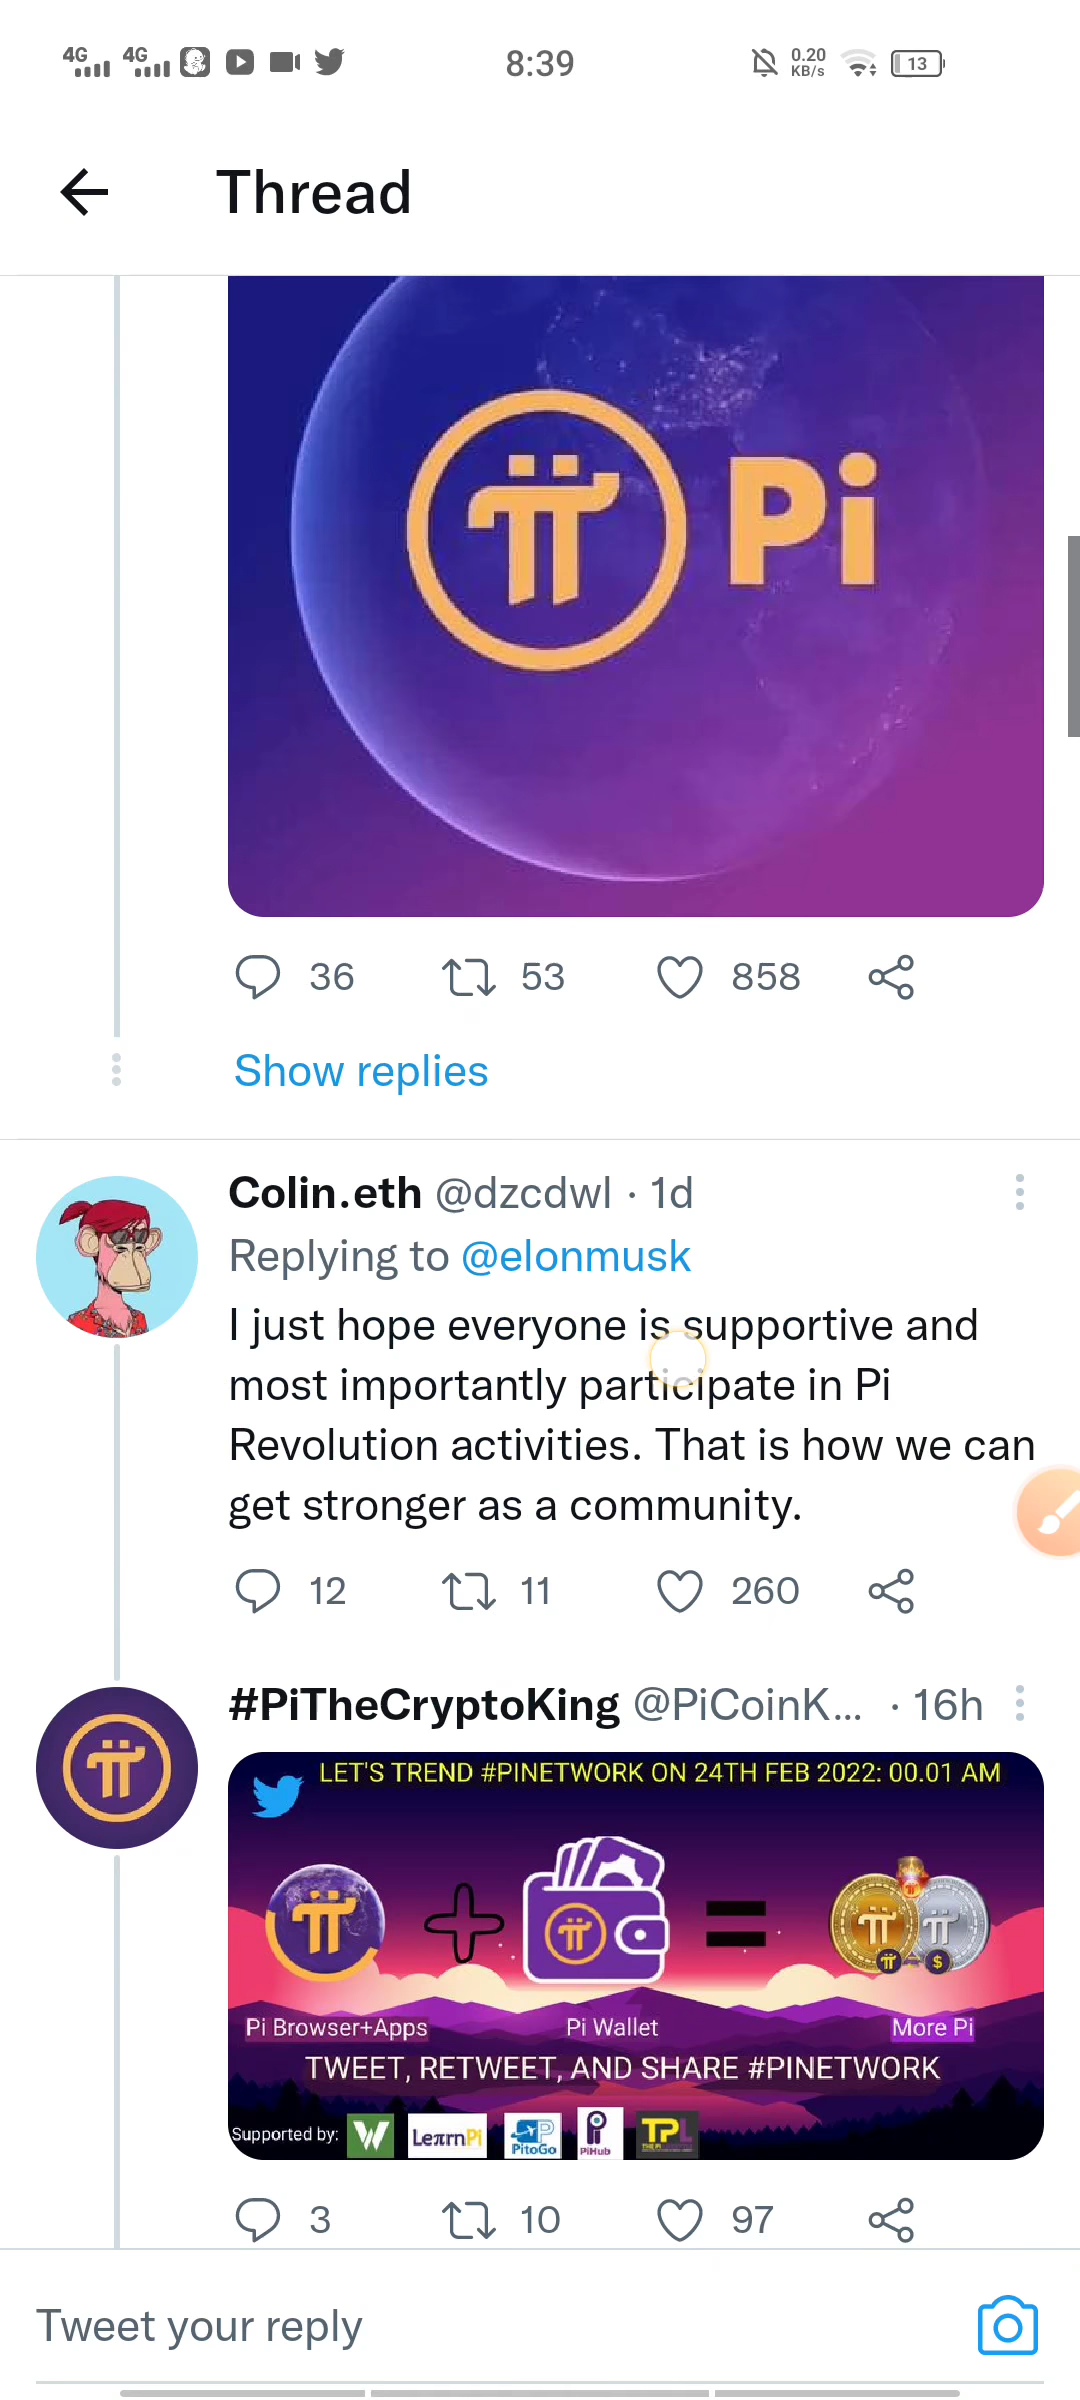 4G 4G 8:39 0.20 KB/s 13
Thread
Pi
36 53 858
Show replies
Colin.eth @dzcdwl · 1d
Replying to @elonmusk
I just hope everyone is supportive and
most importantly participate in Pi
Revolution activities. That is how we can
get stronger as a community.
12 11 260
#PiTheCryptoKing @PiCoinK... · 16h
LET'S TREND #PINETWORK ON 24TH FEB 2022: 00.01 AM
Pi Browser+Apps Pi Wallet More Pi
TWEET, RETWEET, AND SHARE #PINETWORK
Supported by: W LeπrnPi PitoGo PiHub TPL
3 10 97
Tweet your reply